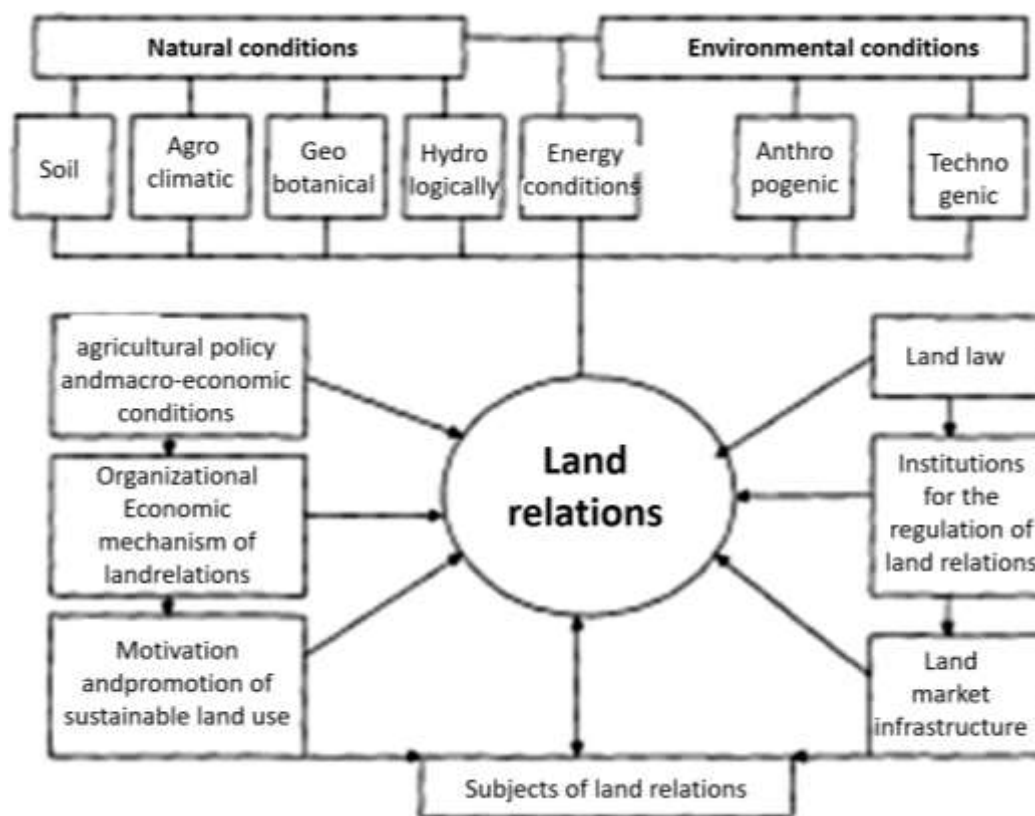 Natural conditions
Environmental conditions
Soil
Agro
climatic
Geo
botanical
Hydro
logically
Energy
conditions
Anthro
pogenic
Techno
genic
agricultural policy
andmacro-economic
conditions
Land law
Land
relations
Organizational
Economic
mechanism of
landrelations
Institutions
for the
regulation of
land relations
Motivation
andpromotion of
sustainable land use
Land
market
infrastructure
Subjects of land relations